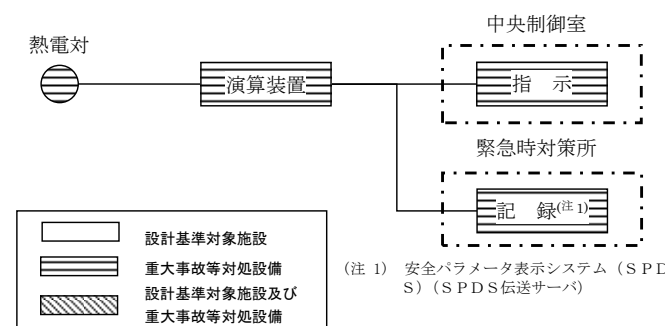 中央制御室
熱電対
演算装置
指 示
緊急時対策所
記 録(注1)
設計基準対象施設
重大事故等対処設備
設計基準対象施設及び
重大事故等対処設備
(注 1) 安全パラメータ表示システム(SPD
S)(SPDS伝送サーバ)